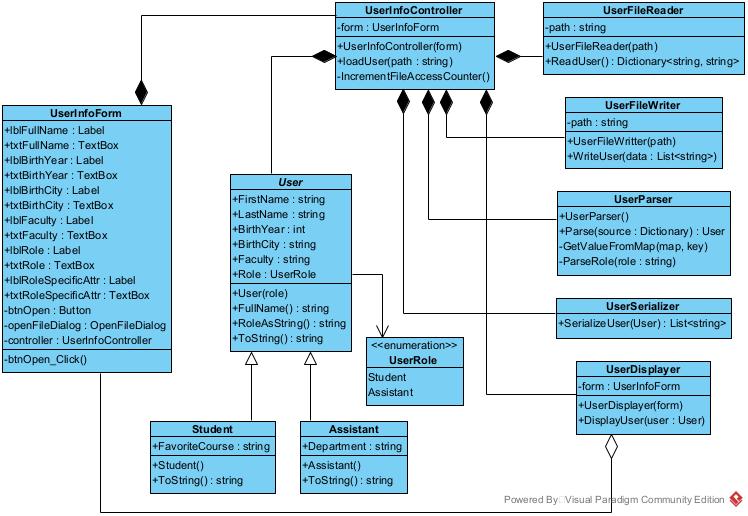 UserInfoController
-form : UserInfoForm
+UserInfoController(form)
+loadUser(path : string)
-IncrementFileAccessCounter()
UserFileReader
-path : string
+UserFileReader(path)
+ReadUser() : Dictionary<string, string>
UserFileWriter
-path : string
+UserFileWritter(path)
+WriteUser(data : List<string>)
UserInfoForm
+lblFullName : Label
+txtFullName : TextBox
+lblBirthYear : Label
+txtBirthYear : TextBox
+lblBirthCity : Label
+txtBirthCity : TextBox
+lblFaculty : Label
+txtFaculty : TextBox
+lblRole : Label
+txtRole : TextBox
+lblRoleSpecificAttr : Label
+txtRoleSpecificAttr : TextBox
-btnOpen : Button
-openFileDialog : OpenFileDialog
-controller : UserInfoController
-btnOpen_Click()
User
+FirstName : string
+LastName : string
+BirthYear : int
+BirthCity : string
+Faculty : string
+Role : UserRole
+User(role)
+FullName() : string
+RoleAsString() : string
+ToString() : string
UserParser
+UserParser()
+Parse(source : Dictionary) : User
-GetValueFromMap(map, key)
-ParseRole(role : string)
UserSerializer
+SerializeUser(User) : List<string>
<<enumeration>>
UserRole
Student
Assistant
UserDisplayer
-form : UserInfoForm
+UserDisplayer(form)
+DisplayUser(user : User)
Student
+FavoriteCourse : string
+Student()
+ToString() : string
Assistant
+Department : string
+Assistant()
+ToString() : string
Powered By Visual Paradigm Community Edition